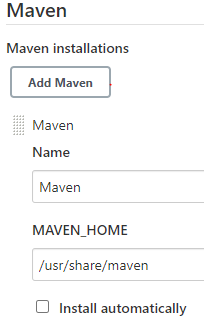 Maven
Maven installations
Add Maven
Maven
Name
Maven
MAVEN_HOME
/usr/share/maven
Install automatically